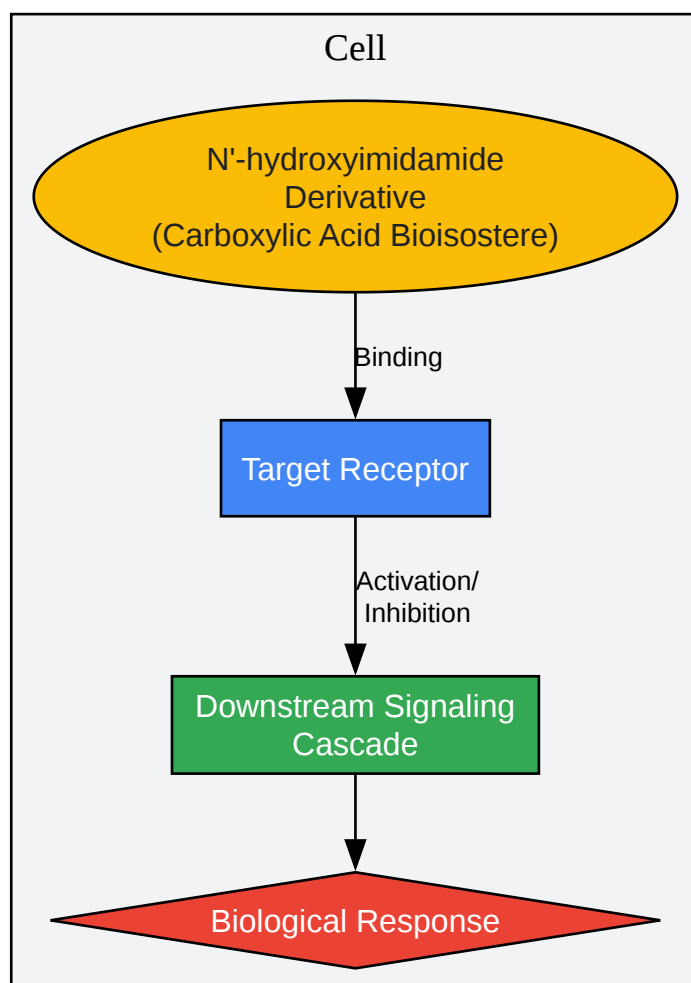 Cell
N'-hydroxyimidamide
Derivative
(Carboxylic Acid Bioisostere)
Binding
Target Receptor
Activation/
Inhibition
Downstream Signaling
Cascade
Biological Response